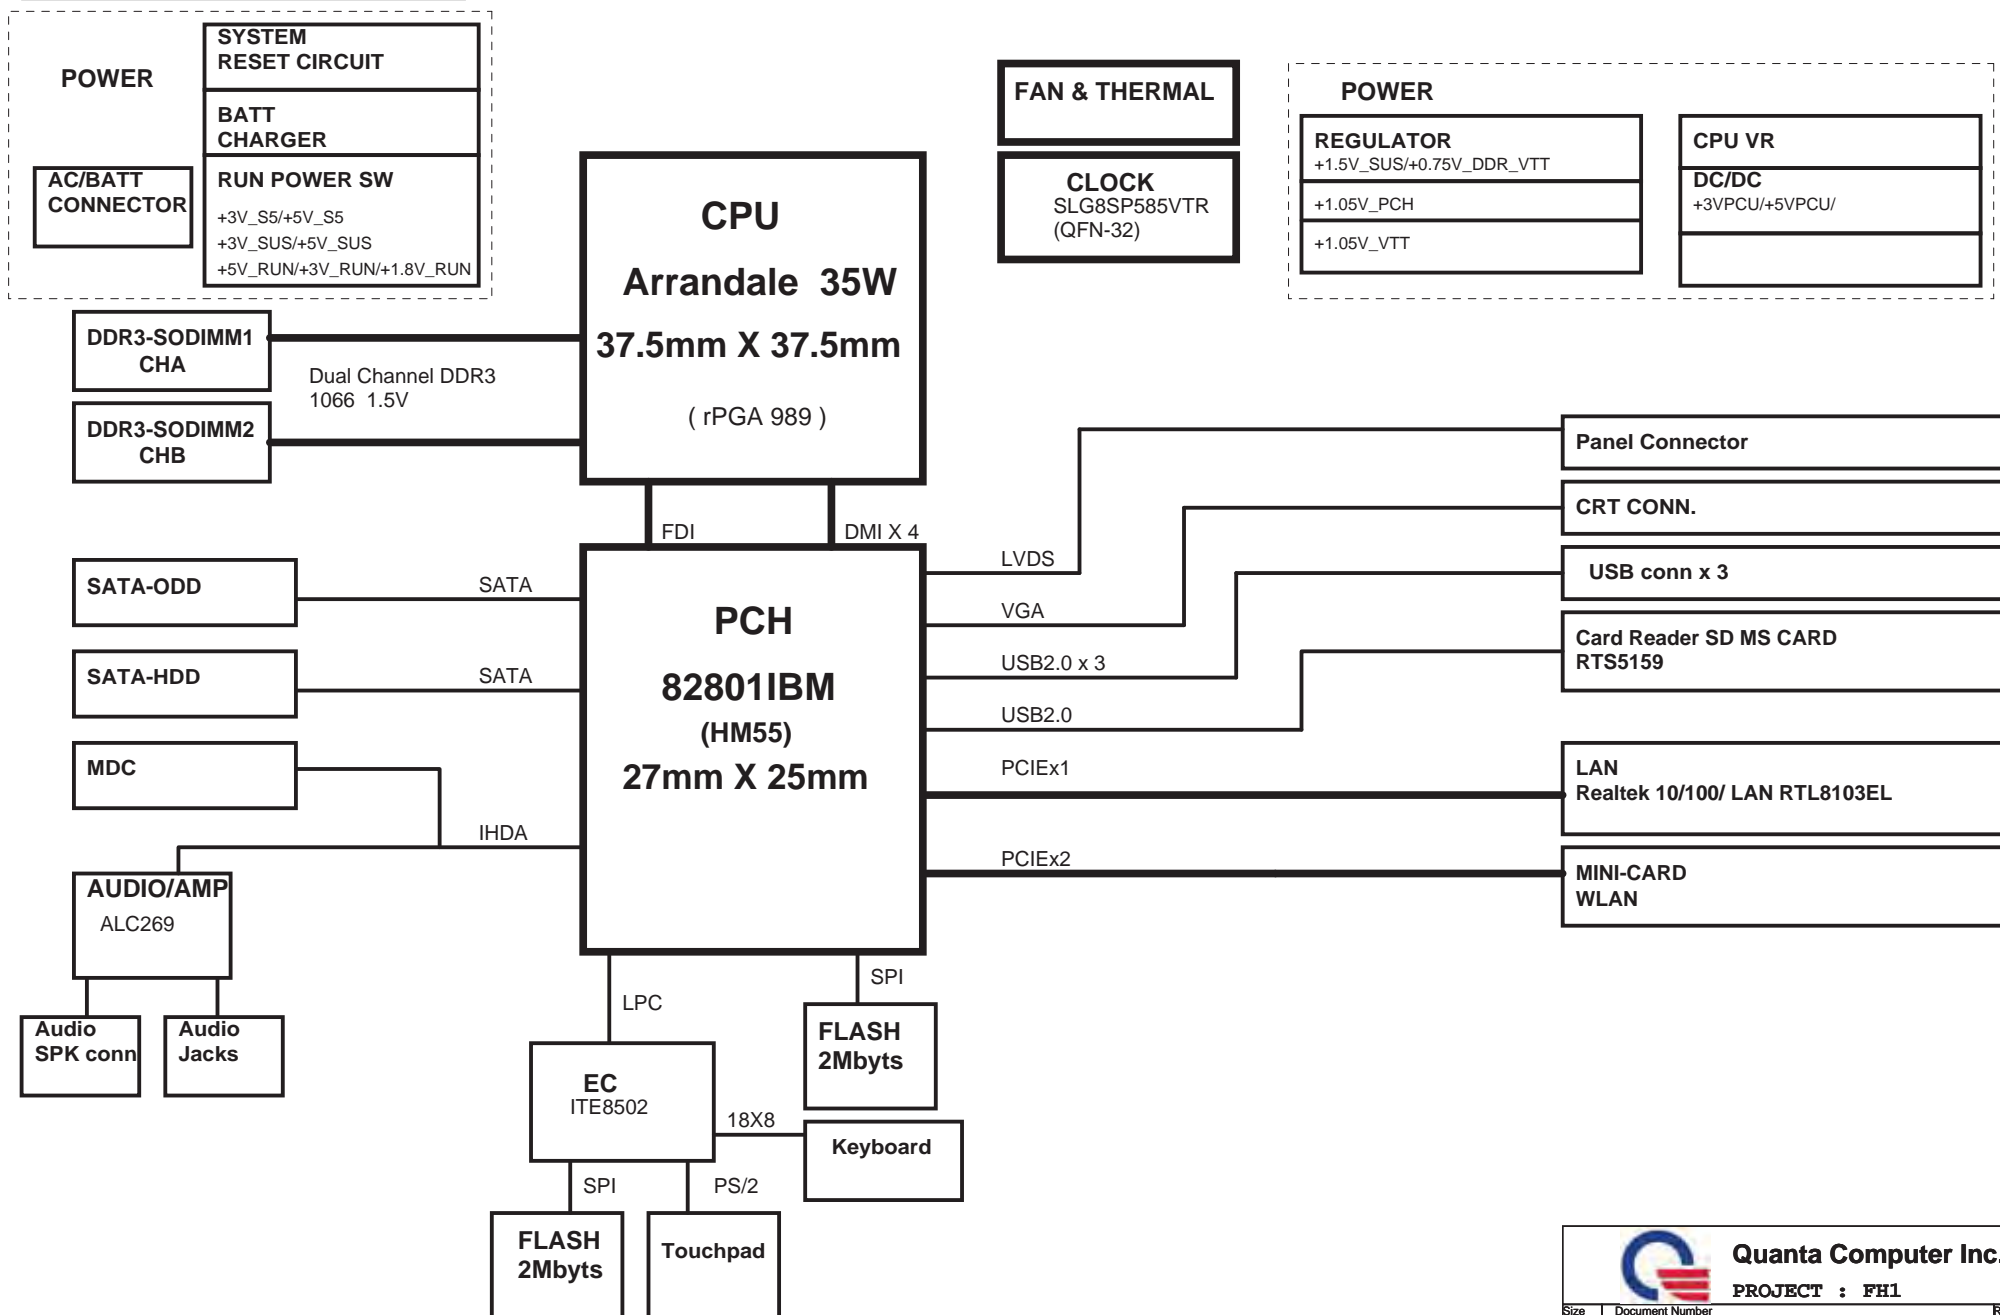 POWER
SYSTEM
RESET CIRCUIT
BATT
CHARGER
AC/BATT
CONNECTOR
RUN POWER SW
+3V_S5/+5V_S5
+3V_SUS/+5V_SUS
+5V_RUN/+3V_RUN/+1.8V_RUN
FAN & THERMAL
CLOCK
SLG8SP585VTR
(QFN-32)
POWER
REGULATOR
+1.5V_SUS/+0.75V_DDR_VTT
+1.05V_PCH
+1.05V_VTT
CPU VR
DC/DC
+3VPCU/+5VPCU/
CPU
Arrandale 35W
37.5mm X 37.5mm
( rPGA 989 )
DDR3-SODIMM1
CHA
Dual Channel DDR3
1066 1.5V
DDR3-SODIMM2
CHB
FDI
DMI X 4
Panel Connector
CRT CONN.
USB conn x 3
Card Reader SD MS CARD
RTS5159
LAN
Realtek 10/100/ LAN RTL8103EL
MINI-CARD
WLAN
LVDS
VGA
USB2.0 x 3
USB2.0
PCIEx1
PCIEx2
PCH
82801IBM
(HM55)
27mm X 25mm
SATA-ODD
SATA
SATA-HDD
SATA
MDC
IHDA
AUDIO/AMP
ALC269
Audio
SPK conn
Audio
Jacks
LPC
SPI
FLASH
2Mbyts
EC
ITE8502
18X8
Keyboard
SPI
PS/2
FLASH
2Mbyts
Touchpad
Quanta Computer Inc.
PROJECT : FH1
Size
Document Number